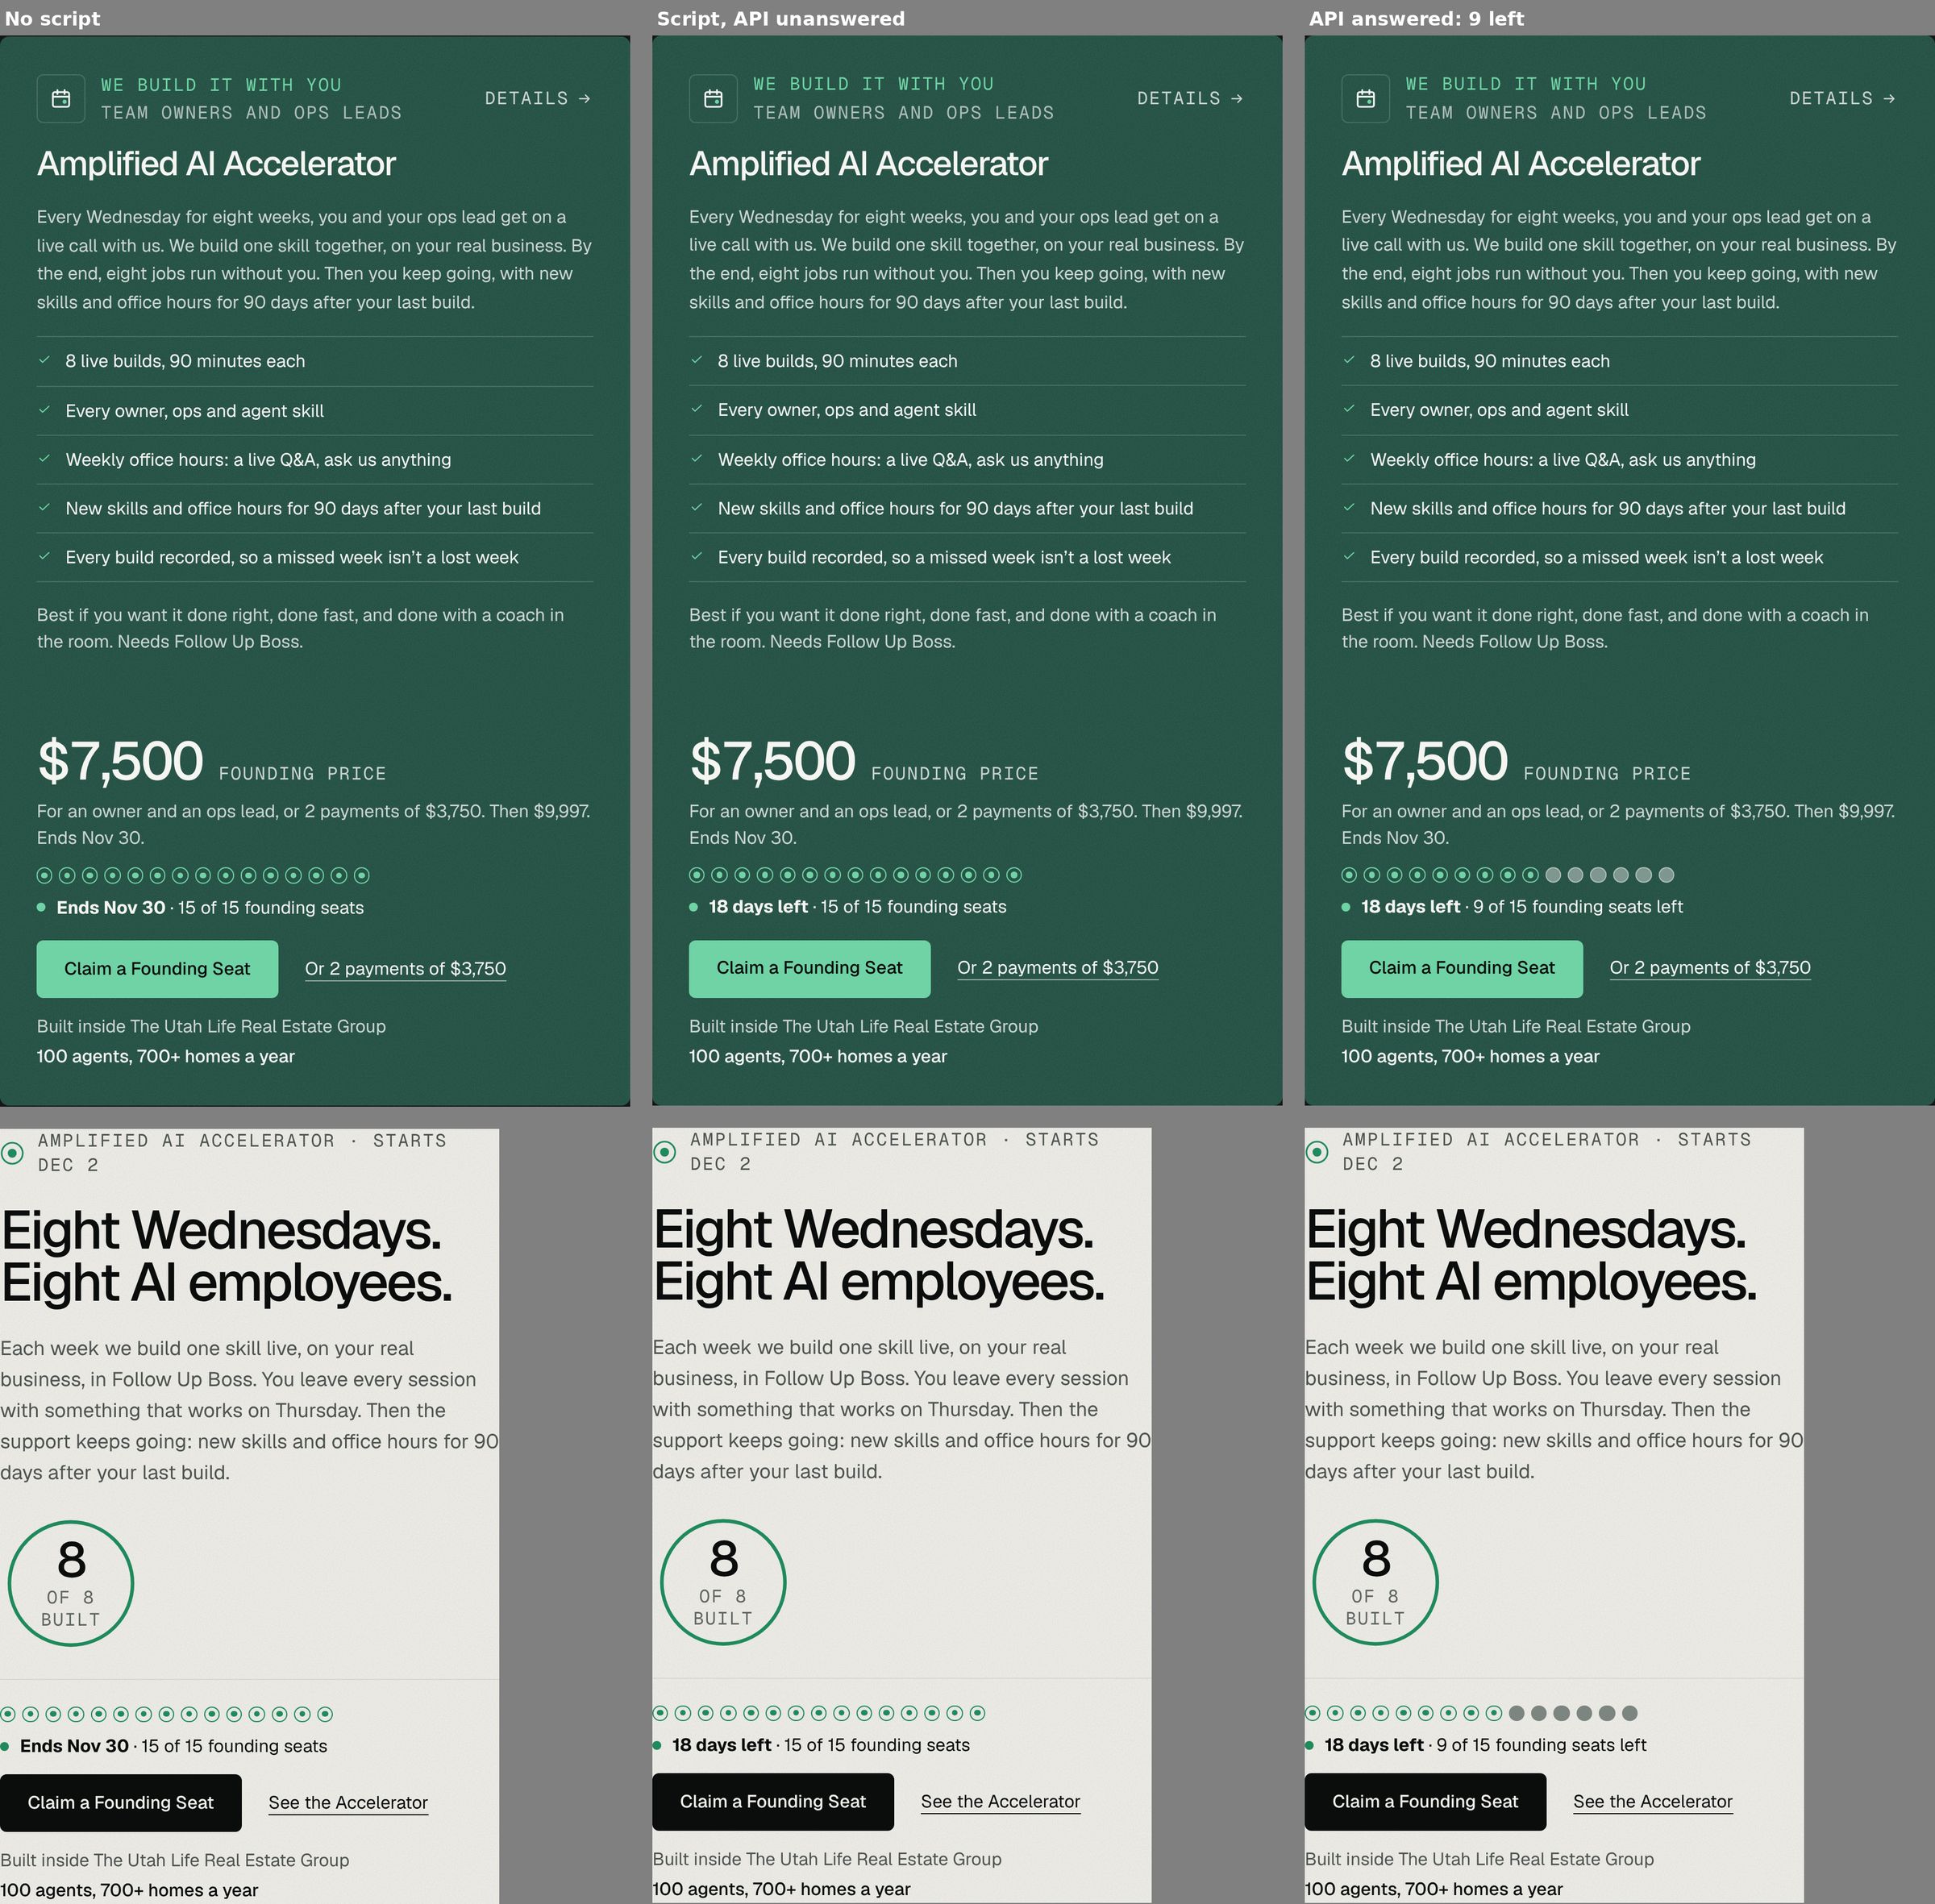 No script
WE BUILD IT WITH YOU
TEAM OWNERS AND OPS LEADS
DETAILS →
Amplified AI Accelerator
Every Wednesday for eight weeks, you and your ops lead get on a
live call with us. We build one skill together, on your real business. By
the end, eight jobs run without you. Then you keep going, with new
skills and office hours for 90 days after your last build.
8 live builds, 90 minutes each
Every owner, ops and agent skill
Weekly office hours: a live Q&A, ask us anything
New skills and office hours for 90 days after your last build
Every build recorded, so a missed week isn’t a lost week
Best if you want it done right, done fast, and done with a coach in
the room. Needs Follow Up Boss.
$7,500 FOUNDING PRICE
For an owner and an ops lead, or 2 payments of $3,750. Then $9,997.
Ends Nov 30.
Ends Nov 30 · 15 of 15 founding seats
Claim a Founding Seat
Or 2 payments of $3,750
Built inside The Utah Life Real Estate Group
100 agents, 700+ homes a year
AMPLIFIED AI ACCELERATOR · STARTS
DEC 2
Eight Wednesdays.
Eight AI employees.
Each week we build one skill live, on your real
business, in Follow Up Boss. You leave every session
with something that works on Thursday. Then the
support keeps going: new skills and office hours for 90
days after your last build.
8
OF 8
BUILT
Ends Nov 30 · 15 of 15 founding seats
Claim a Founding Seat
See the Accelerator
Built inside The Utah Life Real Estate Group
100 agents, 700+ homes a year
Script, API unanswered
WE BUILD IT WITH YOU
TEAM OWNERS AND OPS LEADS
DETAILS →
Amplified AI Accelerator
Every Wednesday for eight weeks, you and your ops lead get on a
live call with us. We build one skill together, on your real business. By
the end, eight jobs run without you. Then you keep going, with new
skills and office hours for 90 days after your last build.
8 live builds, 90 minutes each
Every owner, ops and agent skill
Weekly office hours: a live Q&A, ask us anything
New skills and office hours for 90 days after your last build
Every build recorded, so a missed week isn’t a lost week
Best if you want it done right, done fast, and done with a coach in
the room. Needs Follow Up Boss.
$7,500 FOUNDING PRICE
For an owner and an ops lead, or 2 payments of $3,750. Then $9,997.
Ends Nov 30.
18 days left · 15 of 15 founding seats
Claim a Founding Seat
Or 2 payments of $3,750
Built inside The Utah Life Real Estate Group
100 agents, 700+ homes a year
AMPLIFIED AI ACCELERATOR · STARTS
DEC 2
Eight Wednesdays.
Eight AI employees.
Each week we build one skill live, on your real
business, in Follow Up Boss. You leave every session
with something that works on Thursday. Then the
support keeps going: new skills and office hours for 90
days after your last build.
8
OF 8
BUILT
18 days left · 15 of 15 founding seats
Claim a Founding Seat
See the Accelerator
Built inside The Utah Life Real Estate Group
100 agents, 700+ homes a year
API answered: 9 left
WE BUILD IT WITH YOU
TEAM OWNERS AND OPS LEADS
DETAILS →
Amplified AI Accelerator
Every Wednesday for eight weeks, you and your ops lead get on a
live call with us. We build one skill together, on your real business. By
the end, eight jobs run without you. Then you keep going, with new
skills and office hours for 90 days after your last build.
8 live builds, 90 minutes each
Every owner, ops and agent skill
Weekly office hours: a live Q&A, ask us anything
New skills and office hours for 90 days after your last build
Every build recorded, so a missed week isn’t a lost week
Best if you want it done right, done fast, and done with a coach in
the room. Needs Follow Up Boss.
$7,500 FOUNDING PRICE
For an owner and an ops lead, or 2 payments of $3,750. Then $9,997.
Ends Nov 30.
18 days left · 9 of 15 founding seats left
Claim a Founding Seat
Or 2 payments of $3,750
Built inside The Utah Life Real Estate Group
100 agents, 700+ homes a year
AMPLIFIED AI ACCELERATOR · STARTS
DEC 2
Eight Wednesdays.
Eight AI employees.
Each week we build one skill live, on your real
business, in Follow Up Boss. You leave every session
with something that works on Thursday. Then the
support keeps going: new skills and office hours for 90
days after your last build.
8
OF 8
BUILT
18 days left · 9 of 15 founding seats left
Claim a Founding Seat
See the Accelerator
Built inside The Utah Life Real Estate Group
100 agents, 700+ homes a year